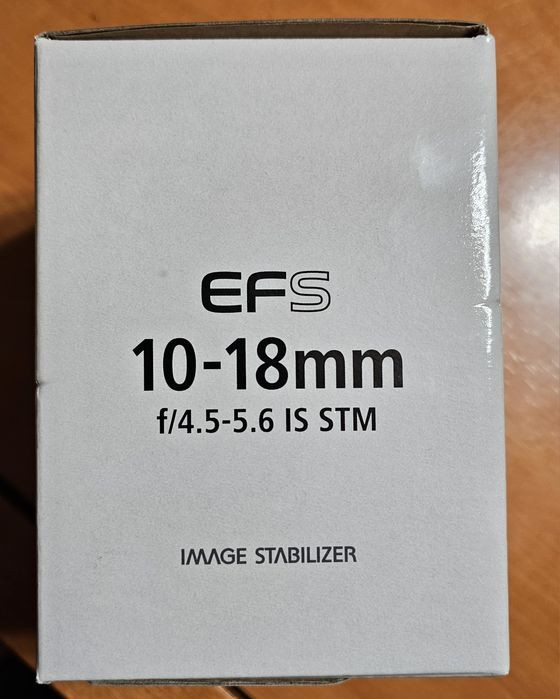 EFS
10-18mm
f/4.5-5.6 IS STM
IMAGE STABILIZER